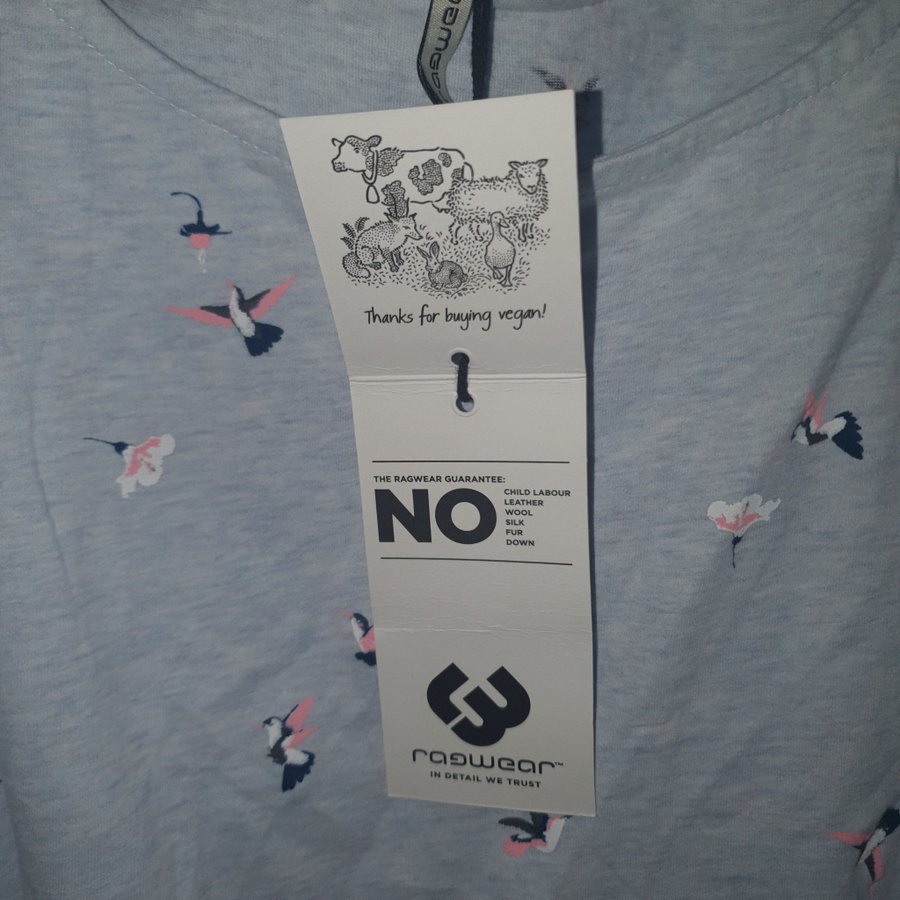 Thanks for buying vegan!
THE RAGWEAR GUARANTEE:
NO
CHILD LABOUR
LEATHER
WOOL
SILK
FUR
DOWN
ragwear™
IN DETAIL WE TRUST